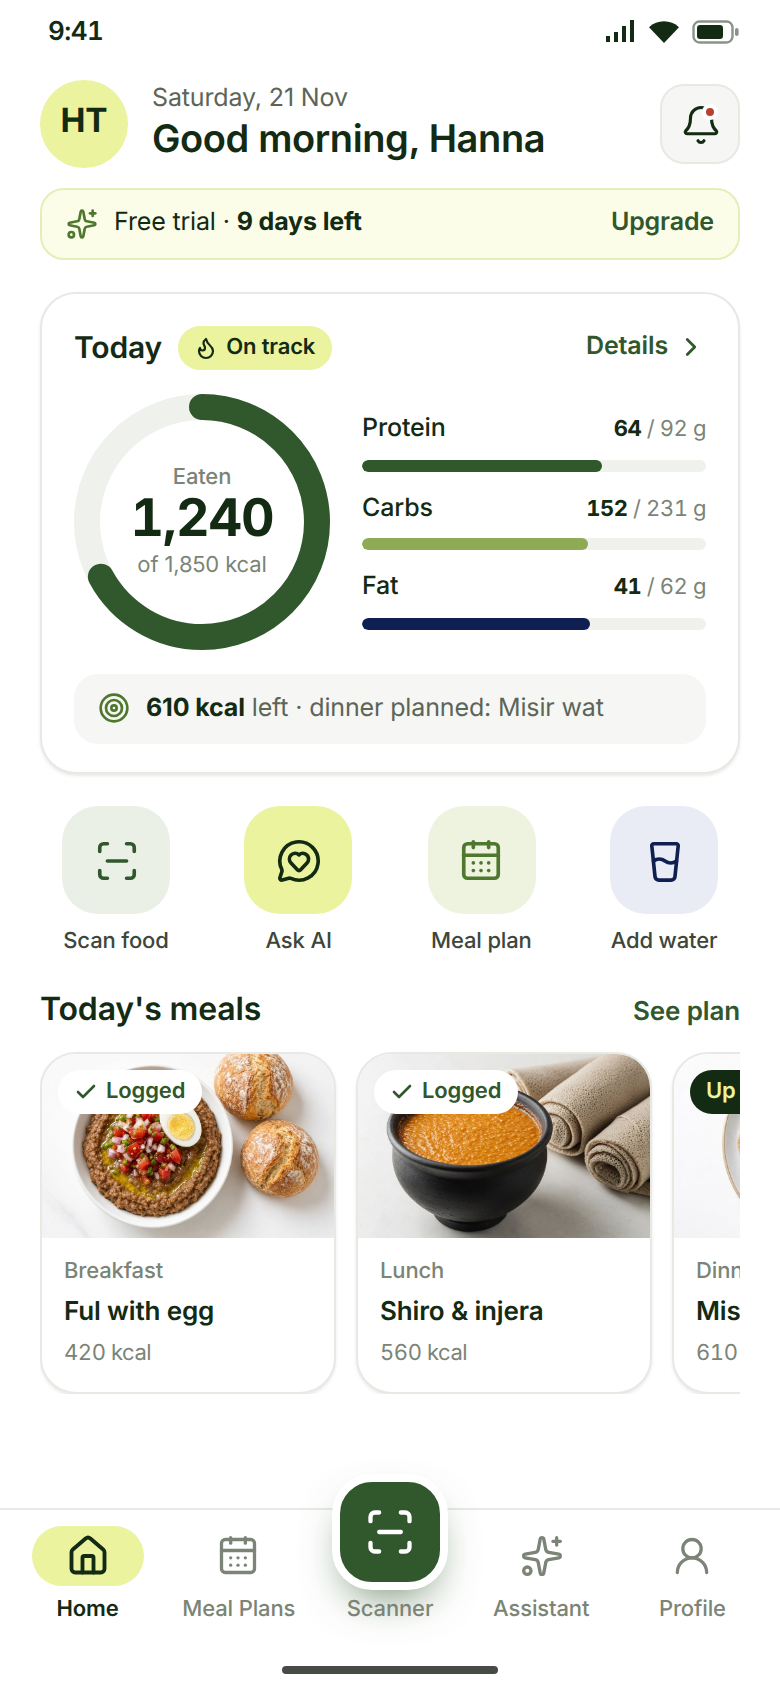 9:41
HT
Saturday, 21 Nov
Good morning, Hanna
Free trial · 9 days left
Upgrade
Today
On track
Details
Eaten
1,240
of 1,850 kcal
Protein
64 / 92 g
Carbs
152 / 231 g
Fat
41 / 62 g
610 kcal left · dinner planned: Misir wat
Scan food
Ask AI
Meal plan
Add water
Today's meals
See plan
Logged
Breakfast
Ful with egg
420 kcal
Logged
Lunch
Shiro & injera
560 kcal
Up
Dinn
Mis
610
Home
Meal Plans
Scanner
Assistant
Profile